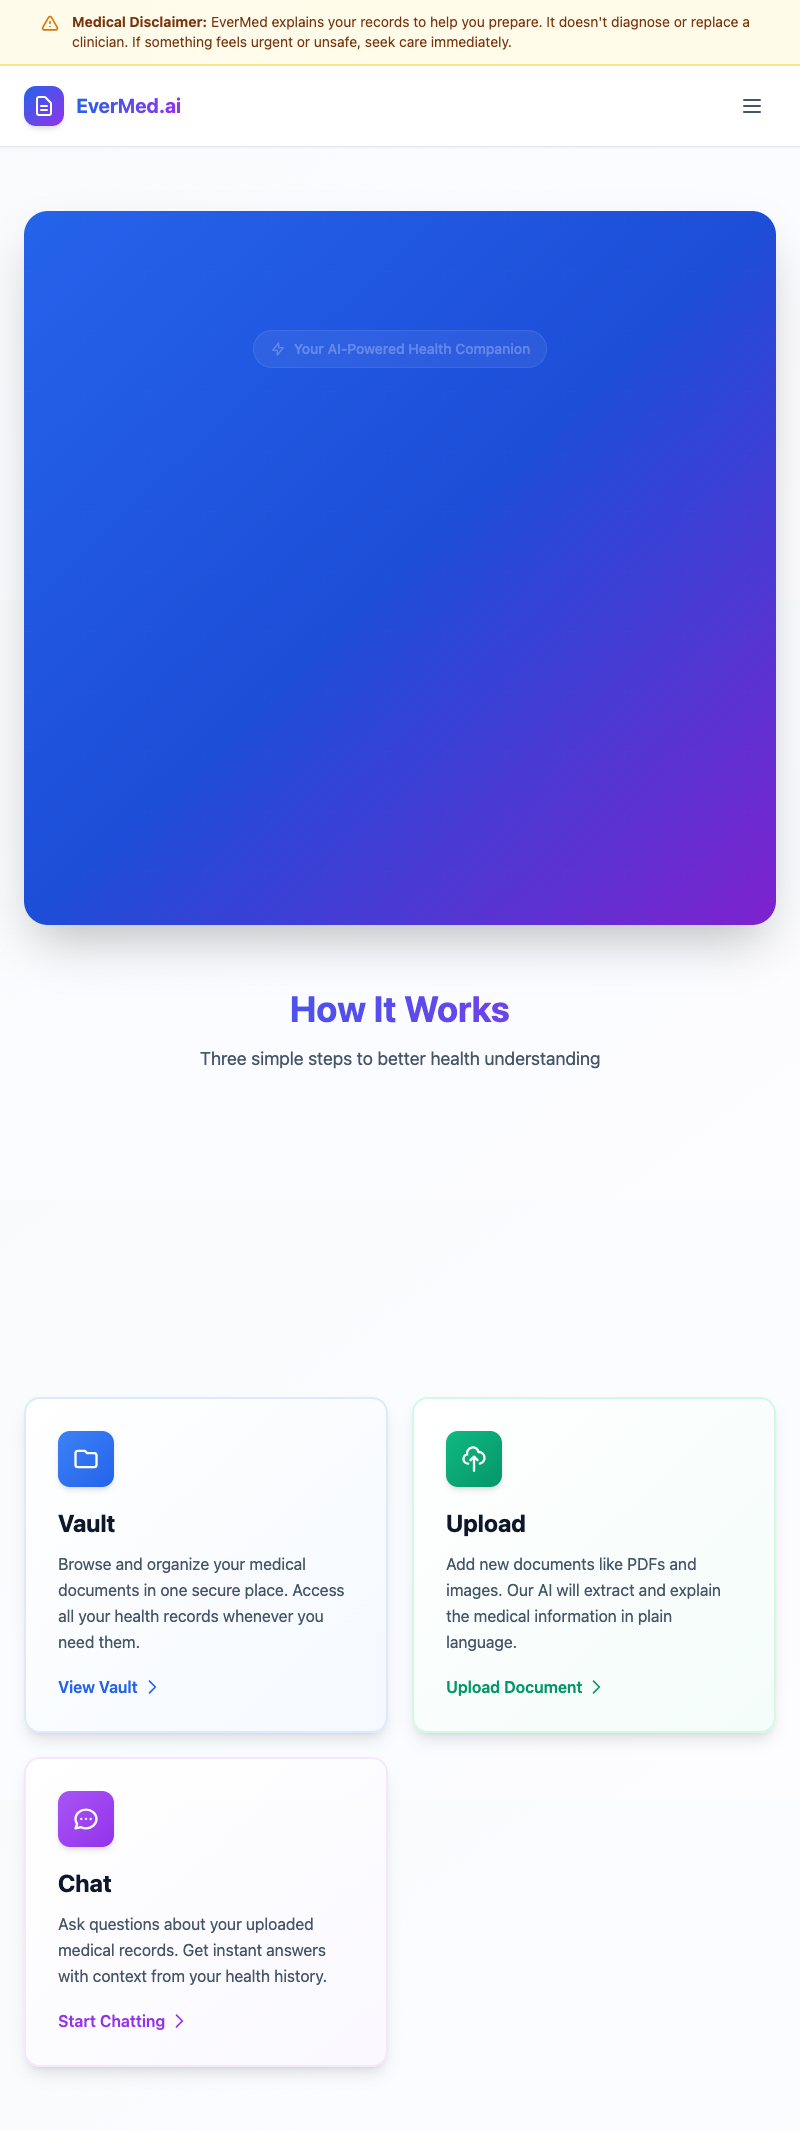 Medical Disclaimer: EverMed explains your records to help you prepare. It doesn't diagnose or replace a
clinician. If something feels urgent or unsafe, seek care immediately.
EverMed.ai
Your AI-Powered Health Companion
How It Works
Three simple steps to better health understanding
Vault
Browse and organize your medical
documents in one secure place. Access
all your health records whenever you
need them.
View Vault
Upload
Add new documents like PDFs and
images. Our AI will extract and explain
the medical information in plain
language.
Upload Document
Chat
Ask questions about your uploaded
medical records. Get instant answers
with context from your health history.
Start Chatting